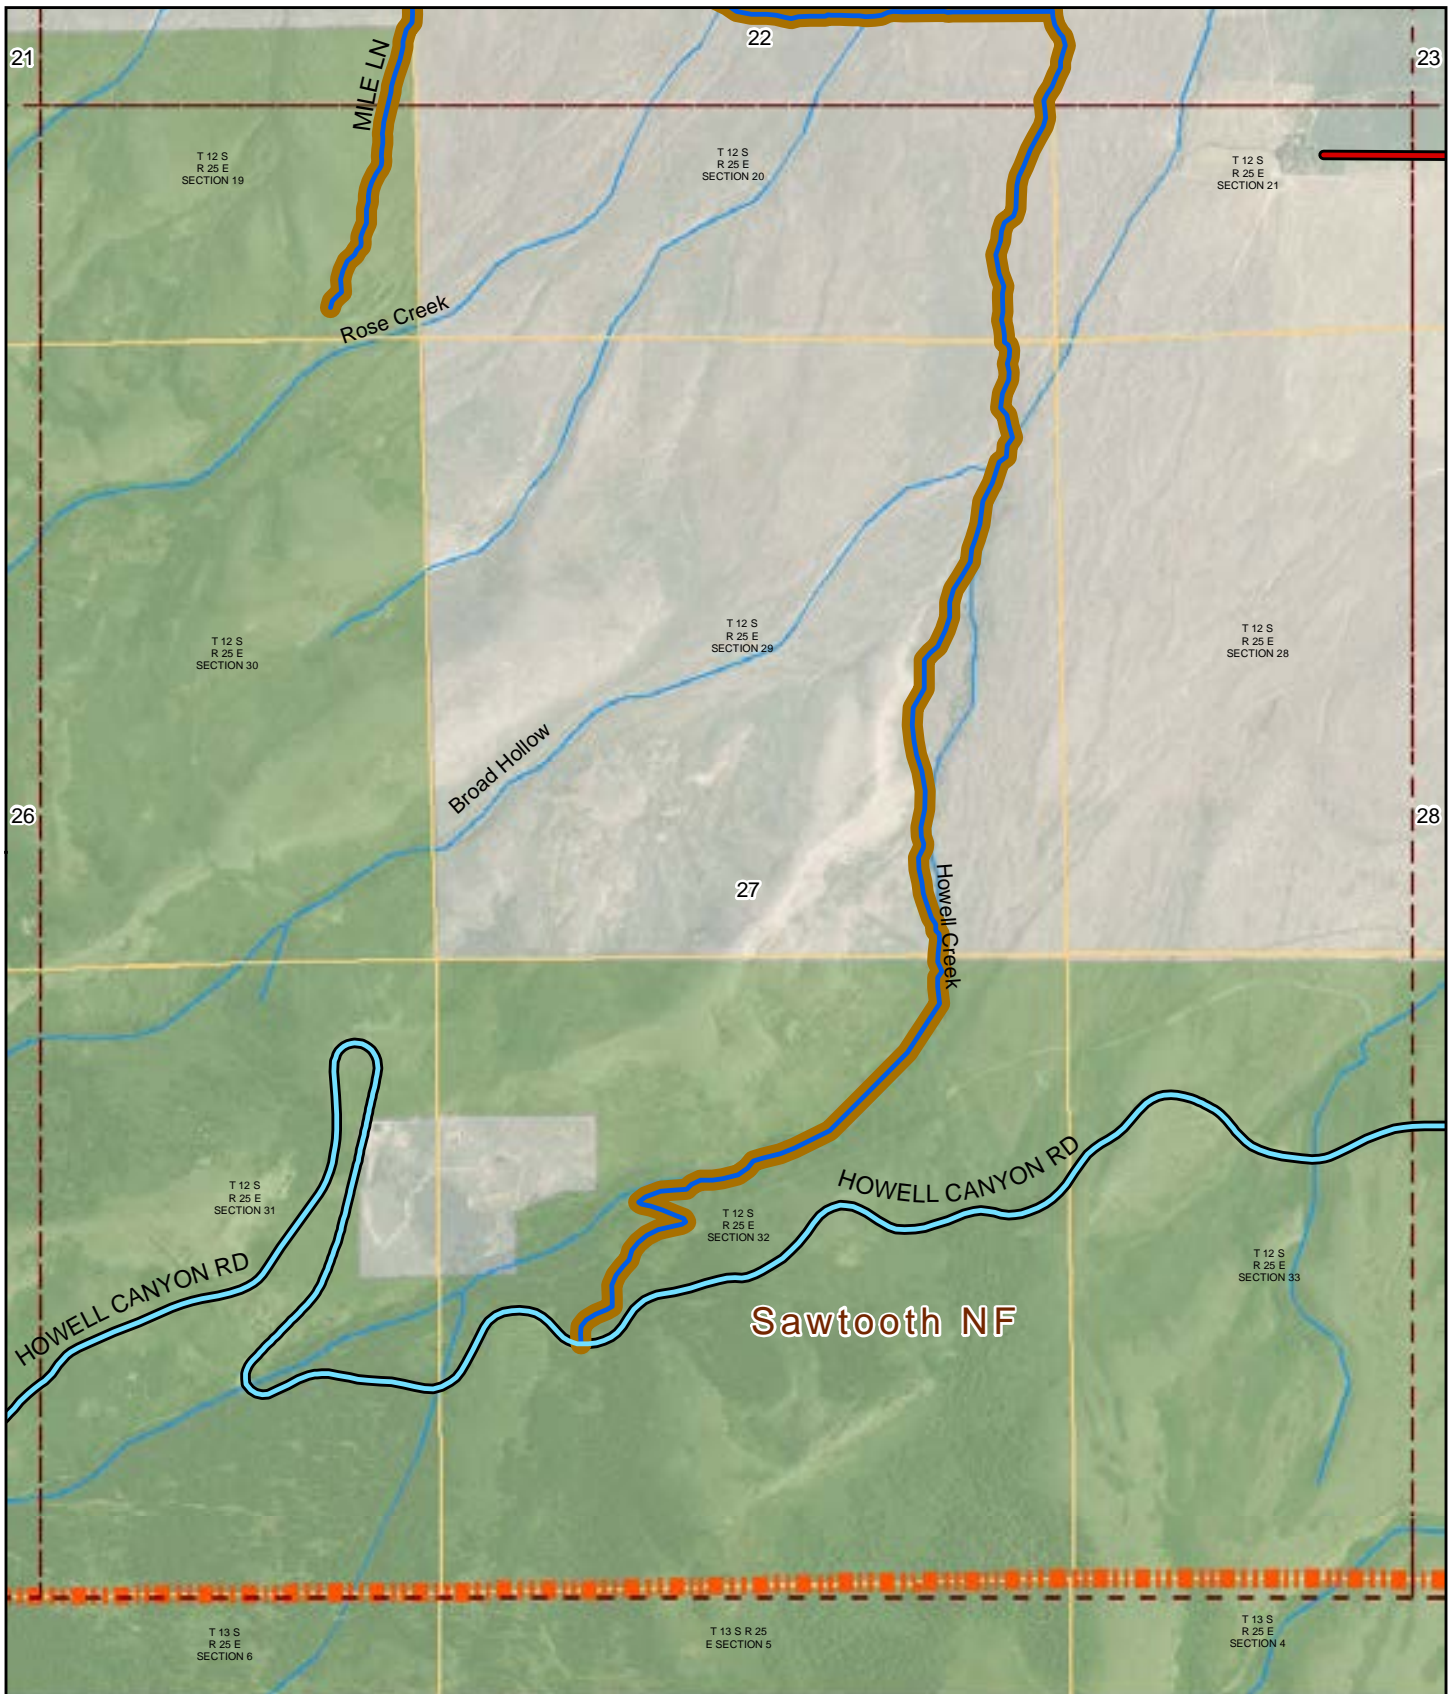 22
21
23
MILE LN
T 12 S
R 25 E
SECTION 19
T 12 S
R 25 E
SECTION 20
T 12 S
R 25 E
SECTION 21
Rose Creek
T 12 S
R 25 E
SECTION 30
T 12 S
R 25 E
SECTION 29
T 12 S
R 25 E
SECTION 28
Broad Hollow
26
28
27
Howell Creek
HOWELL CANYON RD
T 12 S
R 25 E
SECTION 31
T 12 S
R 25 E
SECTION 32
T 12 S
R 25 E
SECTION 33
HOWELL CANYON RD
Sawtooth NF
T 13 S
R 25 E
SECTION 6
T 13 S R 25
E SECTION 5
T 13 S
R 25 E
SECTION 4